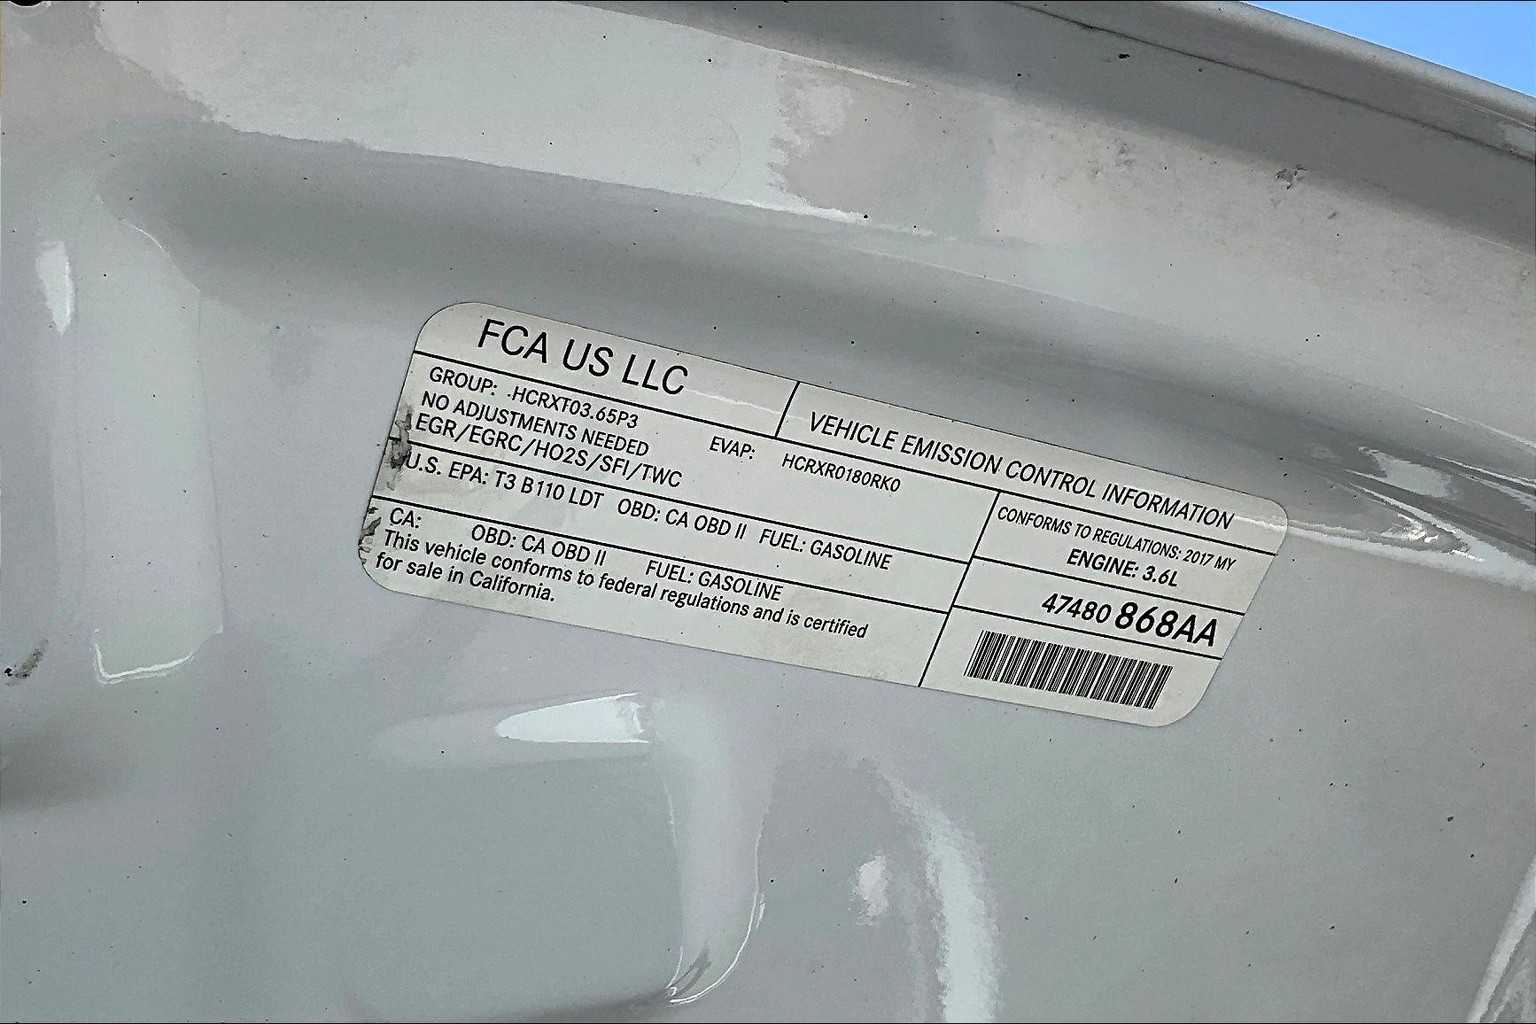 FCA US LLC
VEHICLE EMISSION CONTROL INFORMATION
GROUP: HCRXT03.65P3
EVAP: HCRXR0180RK0
NO ADJUSTMENTS NEEDED
EGR/EGRC/HO2S/SFI/TWC
U.S. EPA: T3 B110 LDT OBD: CA OBD II FUEL: GASOLINE
CA: OBD: CA OBD II FUEL: GASOLINE
This vehicle conforms to federal regulations and is certified
for sale in California.
CONFORMS TO REGULATIONS: 2017 MY
ENGINE: 3.6L
47480868AA